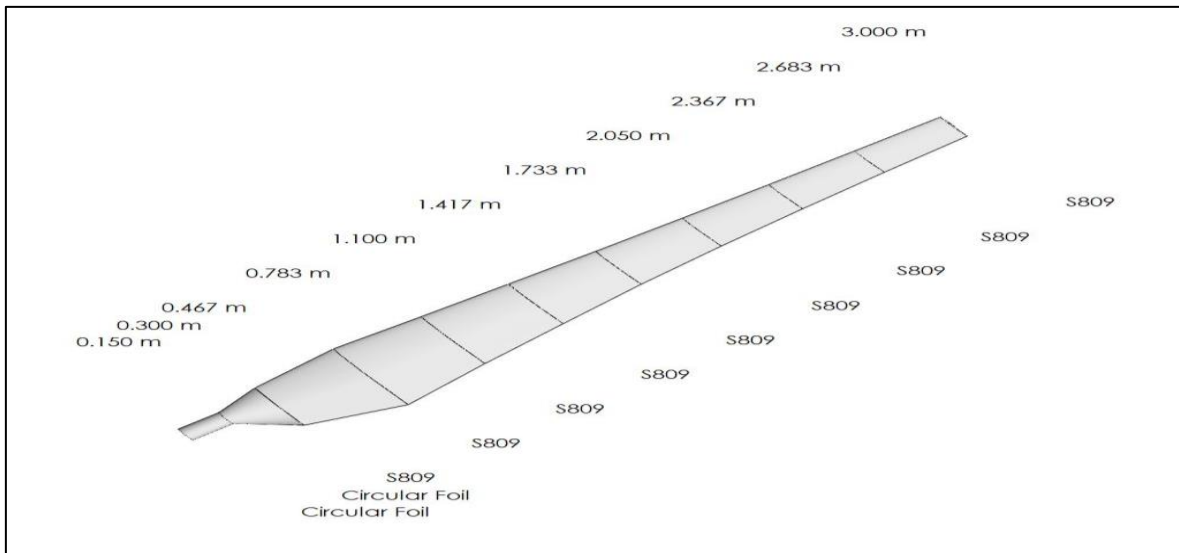 3.000 m
2.683 m
2.367 m
2.050 m
1.733 m
1.417 m
1.100 m
0.783 m
0.467 m
0.300 m
0.150 m
S809
S809
S809
S809
S809
S809
S809
S809
S809
Circular Foil
Circular Foil